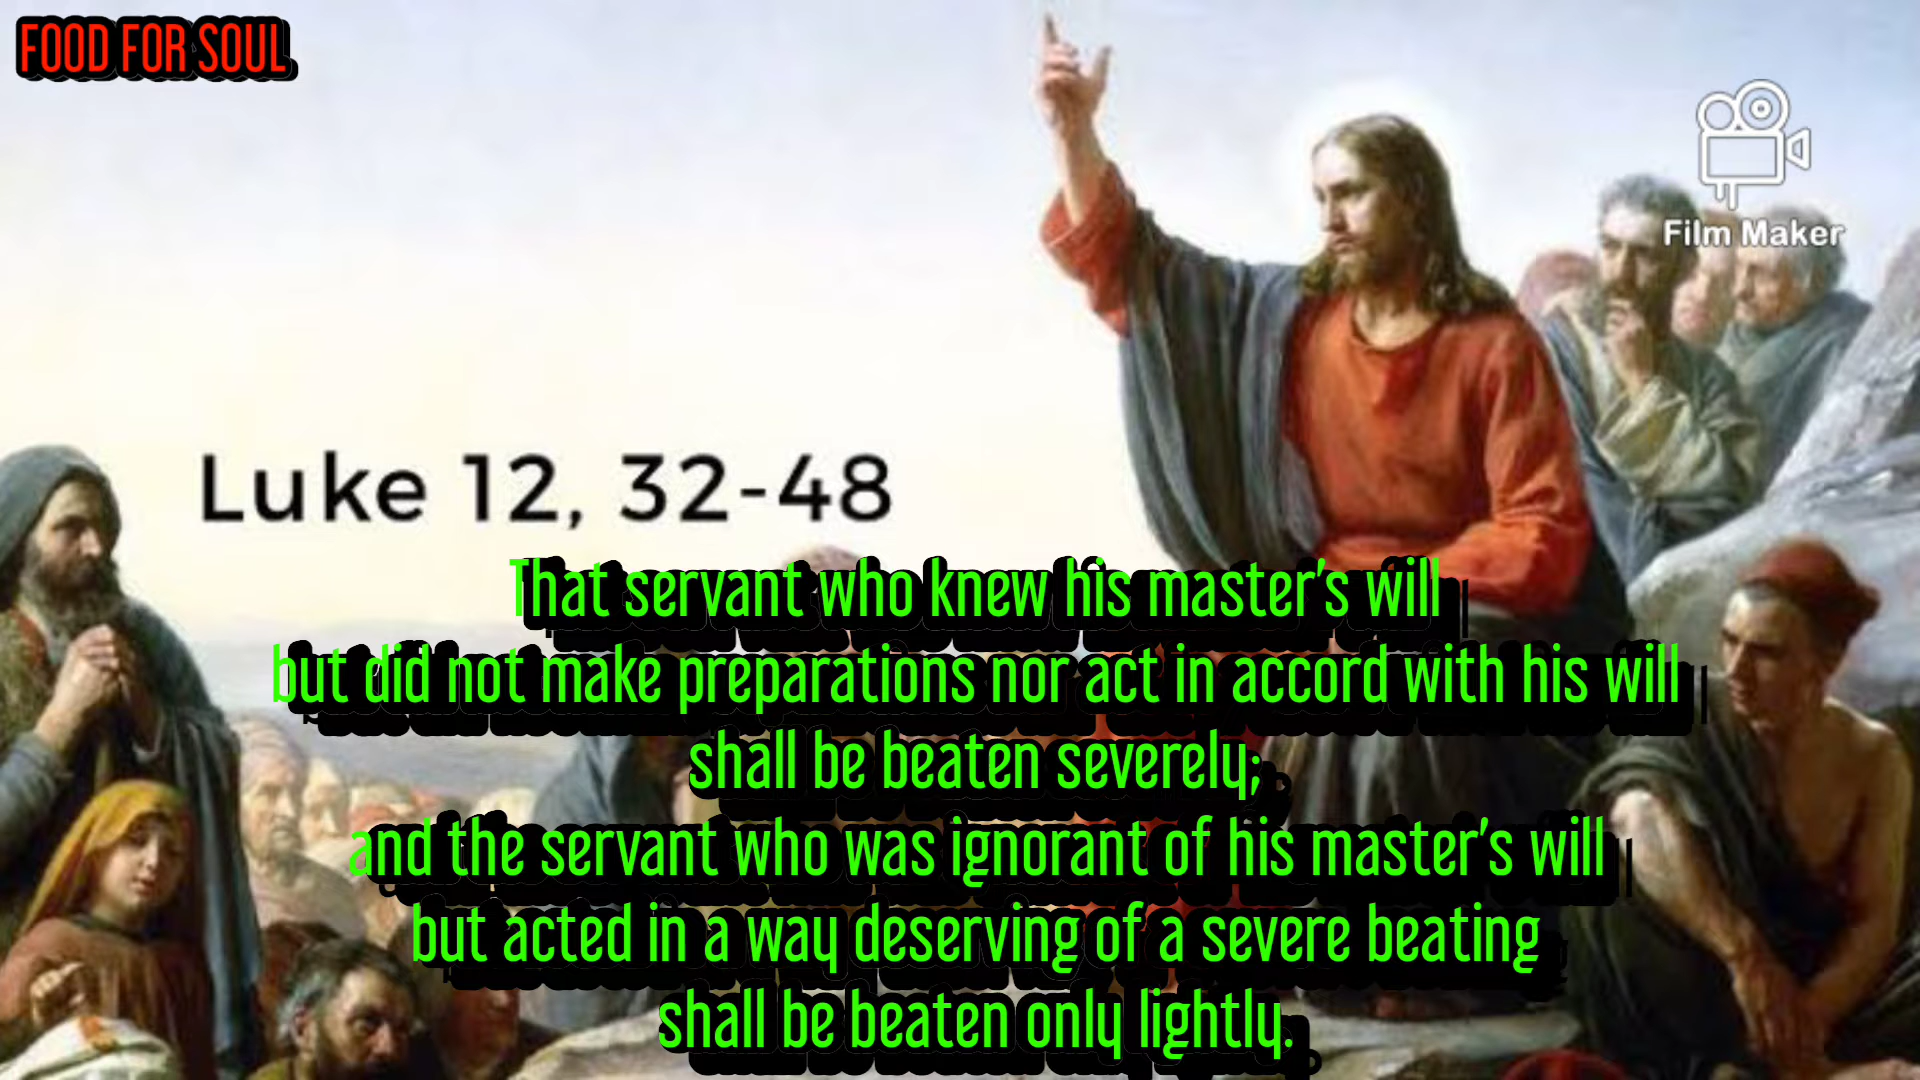 FOOD FOR SOUL
Film Maker
Luke 12, 32-48
That servant who knew his master's will
but did not make preparations nor act in accord with his will
shall be beaten severely;
and the servant who was ignorant of his master's will
but acted in a way deserving of a severe beating
shall be beaten only lightly.